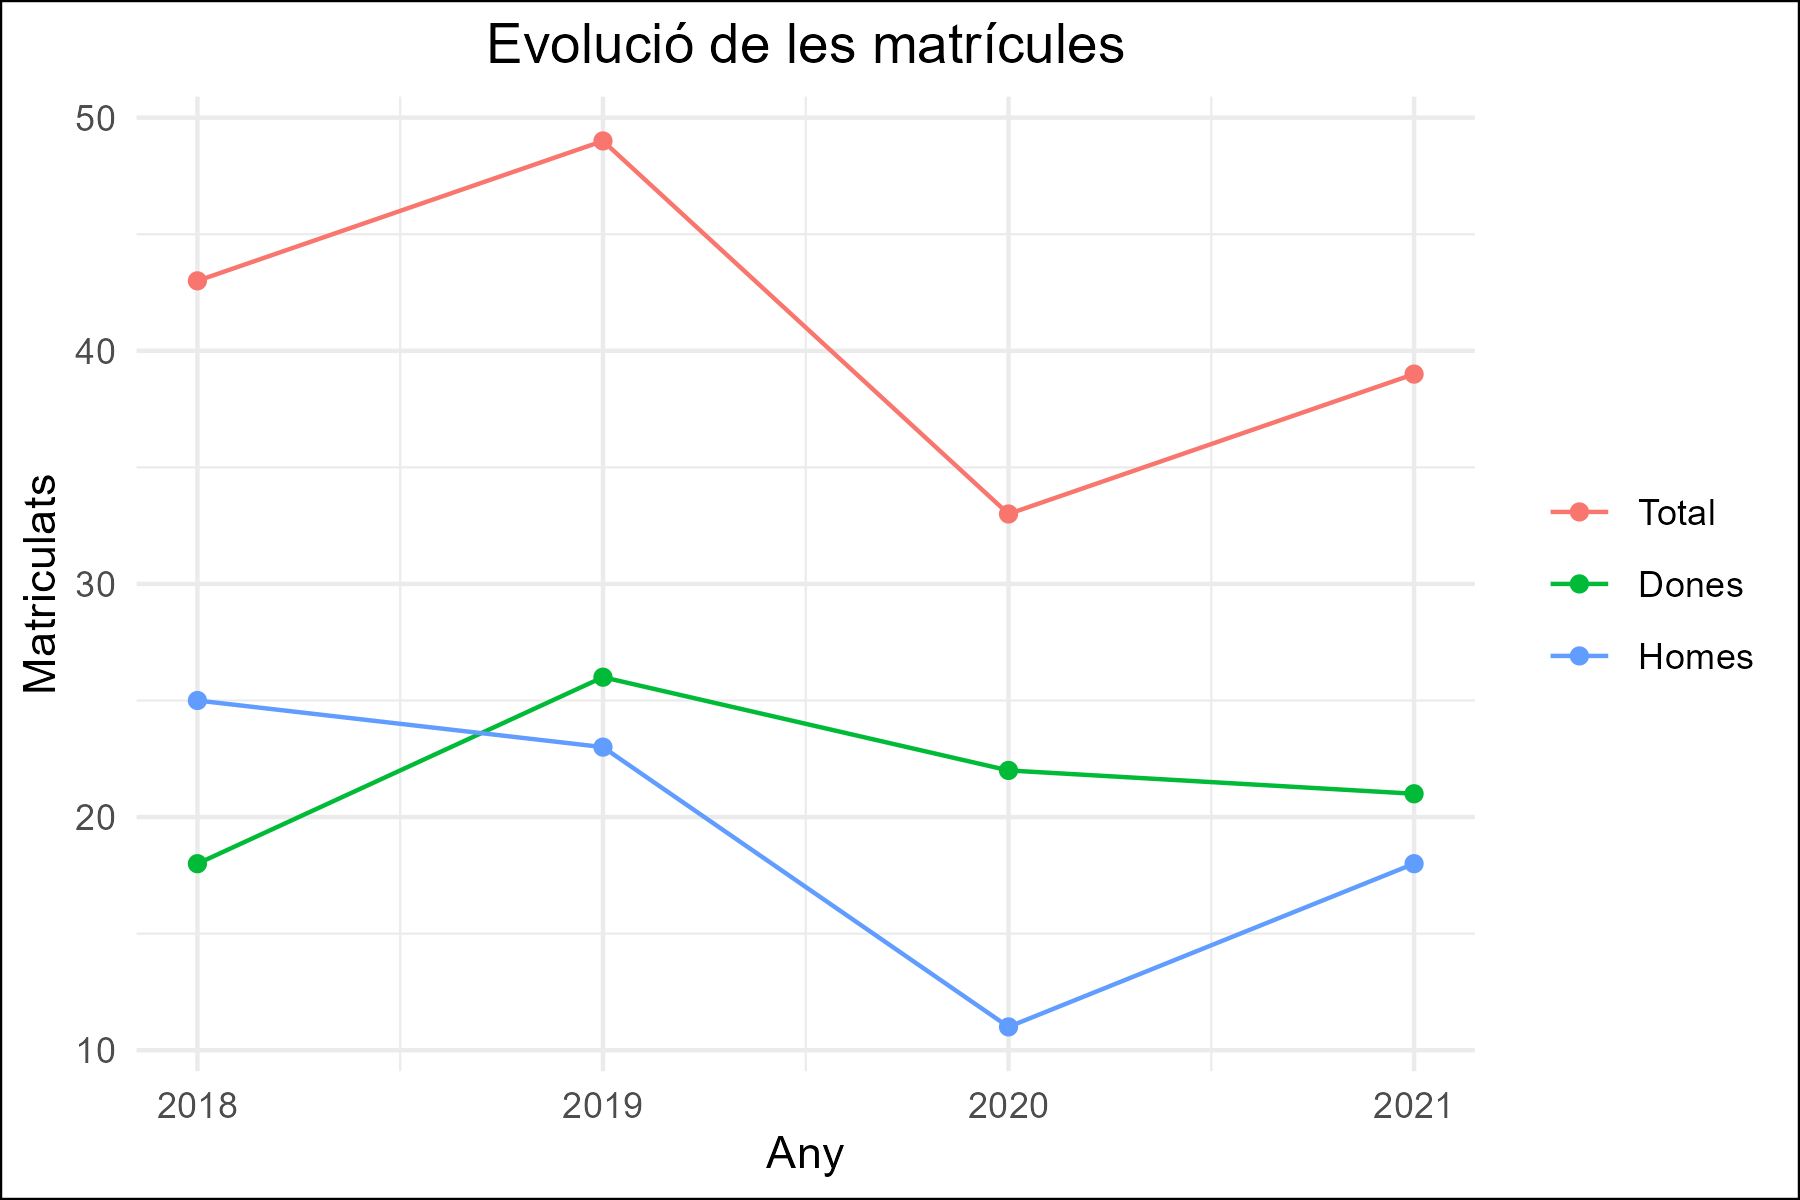 Evolució de les matrícules
50
40
30
20
10
Matriculats
2018 2019 2020 2021
Any
Total
Dones
Homes